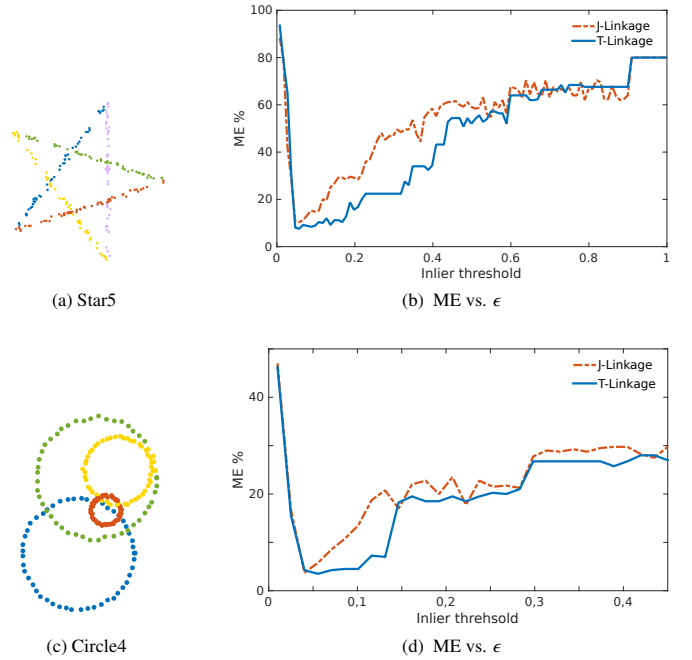 100
80
60
40
20
0
ME %
J-Linkage
T-Linkage
0 0.2 0.4 0.6 0.8 1
Inlier threshold
(a) Star5
(b) ME vs. ϵ
40
20
0
ME %
J-Linkage
T-Linkage
0 0,1 0,2 0,3 0,4
Inlier threhsold
(c) Circle4
(d) ME vs. ϵ